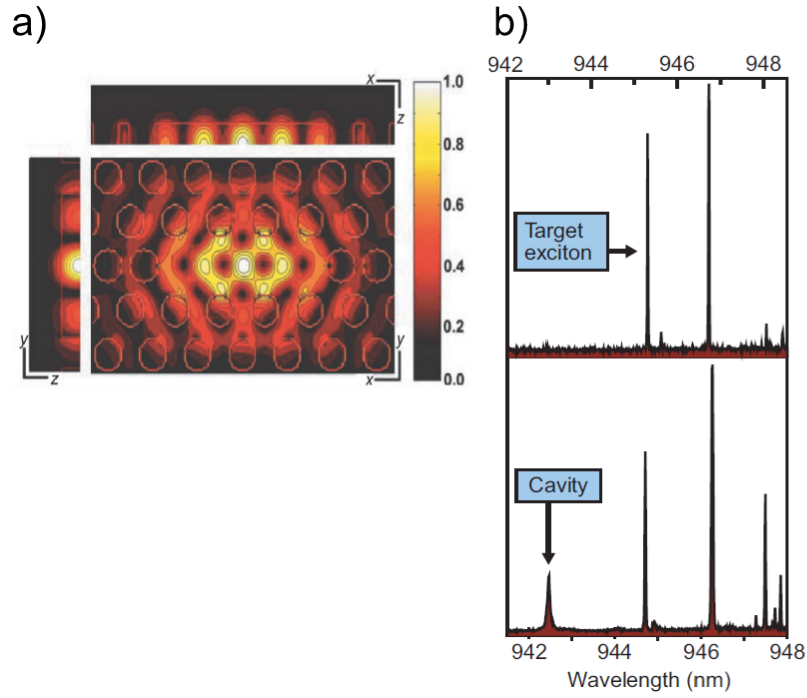 a)
x
z
y
z
y
x
1.0
0.8
0.6
0.4
0.2
0.0
b)
942 944 946 948
Target
exciton
Cavity
942 944 946 948
Wavelength (nm)